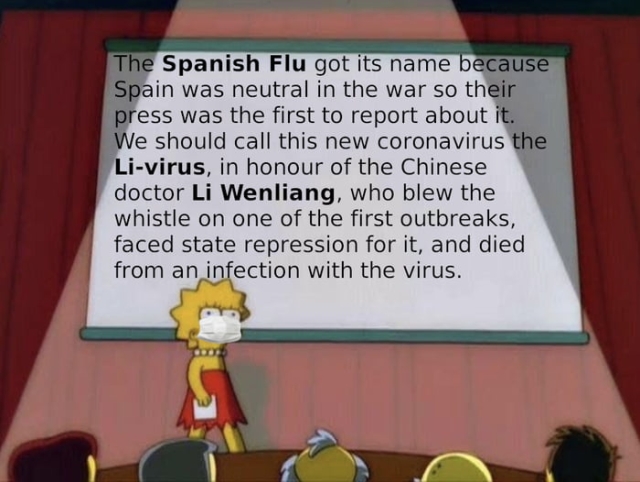 The Spanish Flu got its name because
Spain was neutral in the war so their
press was the first to report about it.
We should call this new coronavirus the
Li-virus, in honour of the Chinese
doctor Li Wenliang, who blew the
whistle on one of the first outbreaks,
faced state repression for it, and died
from an infection with the virus.